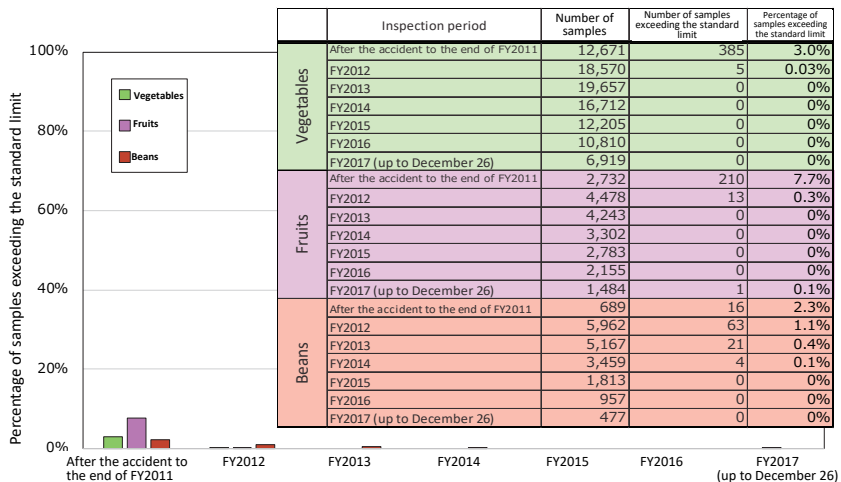 Percentage of samples exceeding the standard limit
100%
80%
60%
40%
20%
0%
Vegetables
Fruits
Beans
Inspection period
Number of
samples
Number of samples
exceeding the standard
limit
Percentage of
samples exceeding
the standard limit
Vegetables
After the accident to the end of FY2011 12,671 385 3.0%
FY2012 18,570 5 0.03%
FY2013 19,657 0 0%
FY2014 16,712 0 0%
FY2015 12,205 0 0%
FY2016 10,810 0 0%
FY2017 (up to December 26) 6,919 0 0%
Fruits
After the accident to the end of FY2011 2,732 210 7.7%
FY2012 4,478 13 0.3%
FY2013 4,243 0 0%
FY2014 3,302 0 0%
FY2015 2,783 0 0%
FY2016 2,155 0 0%
FY2017 (up to December 26) 1,484 1 0.1%
Beans
After the accident to the end of FY2011 689 16 2.3%
FY2012 5,962 63 1.1%
FY2013 5,167 21 0.4%
FY2014 3,459 4 0.1%
FY2015 1,813 0 0%
FY2016 957 0 0%
FY2017 (up to December 26) 477 0 0%
After the accident to
the end of FY2011
FY2012
FY2013
FY2014
FY2015
FY2016
FY2017
(up to December 26)